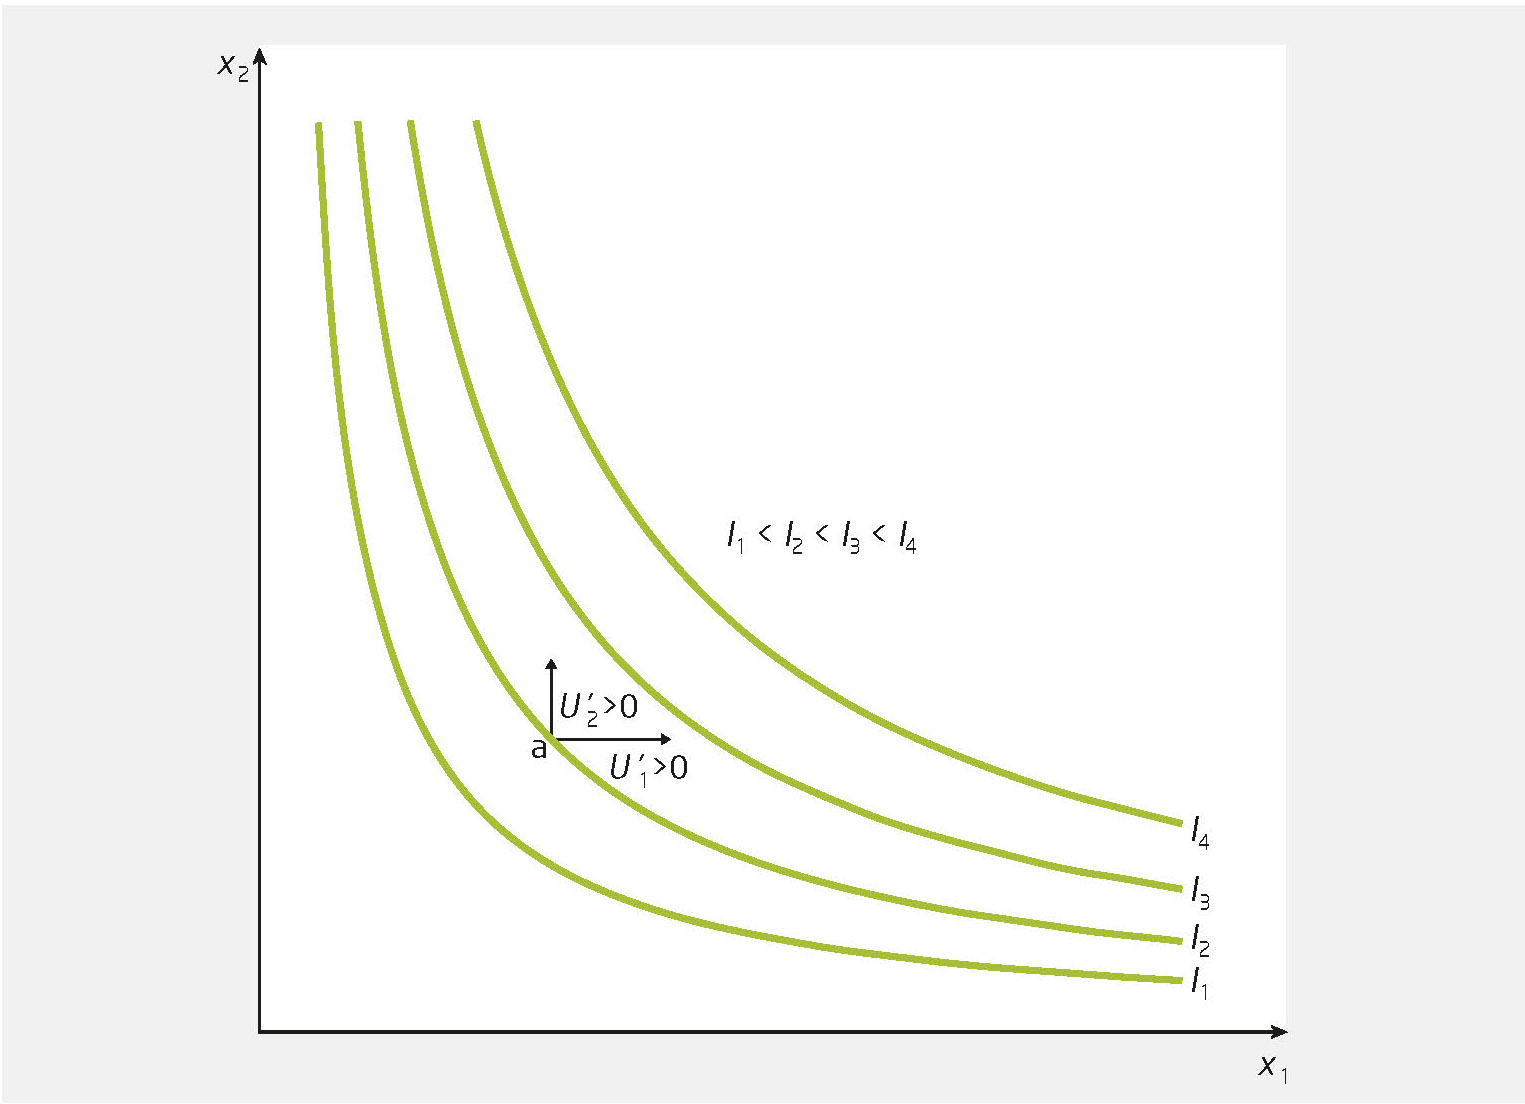 x₂
I₁ < I₂ < I₃ < I₄
U′₂>0
a
U′₁>0
I₄
I₃
I₂
I₁
x₁